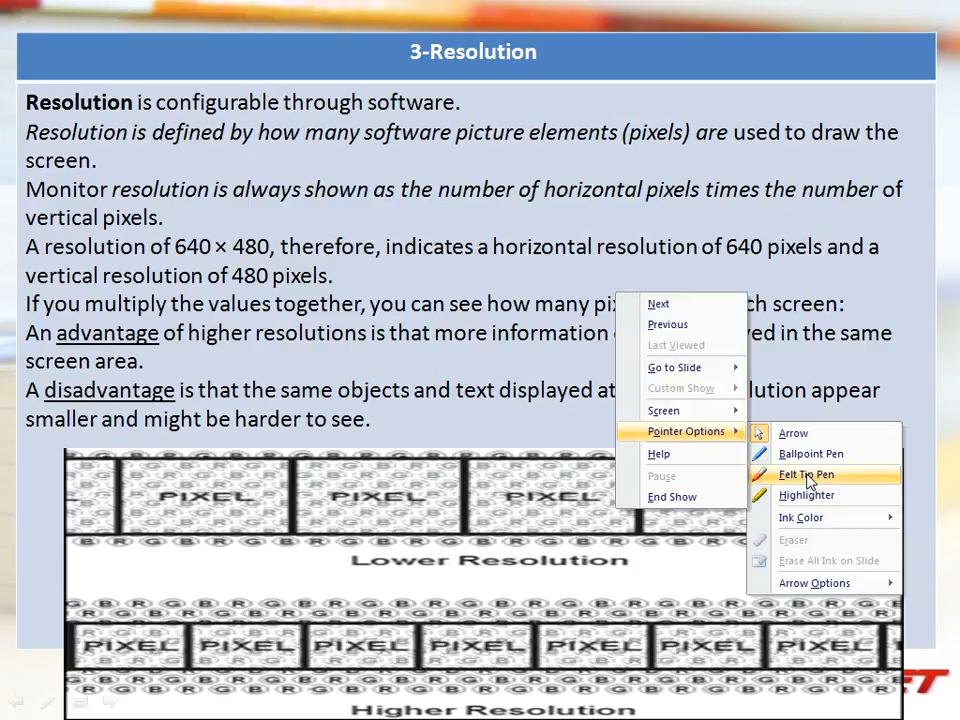 3-Resolution
Resolution is configurable through software.
Resolution is defined by how many software picture elements (pixels) are used to draw the
screen.
Monitor resolution is always shown as the number of horizontal pixels times the number of
vertical pixels.
A resolution of 640 × 480, therefore, indicates a horizontal resolution of 640 pixels and a
vertical resolution of 480 pixels.
If you multiply the values together, you can see how many ch screen:
An advantage of higher resolutions is that more information ed in the same
screen area.
A disadvantage is that the same objects and text displayed at appear
smaller and might be harder to see.
Next
Previous
Last Viewed
Go to Slide
Custom Show
Screen
Pointer Options
Help
Pause
End Show
Arrow
Ballpoint Pen
Felt Tip Pen
Highlighter
Ink Color
Eraser
Erase All Ink on Slide
Arrow Options
PIXEL PIXEL PIXEL
Lower Resolution
PIXEL PIXEL PIXEL PIXEL PIXEL PIXEL PIXEL
Higher Resolution